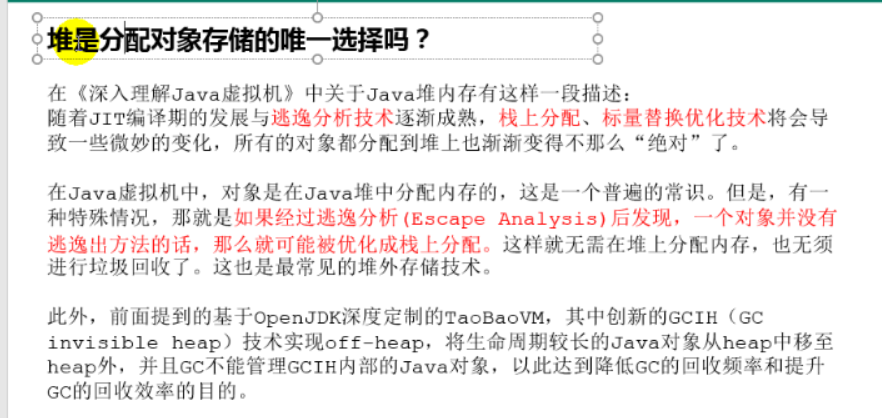 堆是分配对象存储的唯一选择吗？
在《深入理解Java虚拟机》中关于Java堆内存有这样一段描述：
随着JIT编译期的发展与逃逸分析技术逐渐成熟，栈上分配、标量替换优化技术将会导
致一些微妙的变化，所有的对象都分配到堆上也渐渐变得不那么“绝对”了。
在Java虚拟机中，对象是在Java堆中分配内存的，这是一个普遍的常识。但是，有一
种特殊情况，那就是如果经过逃逸分析(Escape Analysis)后发现，一个对象并没有
逃逸出方法的话，那么就可能被优化成栈上分配。这样就无需在堆上分配内存，也无须
进行垃圾回收了。这也是最常见的堆外存储技术。
此外，前面提到的基于OpenJDK深度定制的TaoBaoVM，其中创新的GCIH（GC
invisible heap）技术实现off-heap，将生命周期较长的Java对象从heap中移至
heap外，并且GC不能管理GCIH内部的Java对象，以此达到降低GC的回收频率和提升
GC的回收效率的目的。